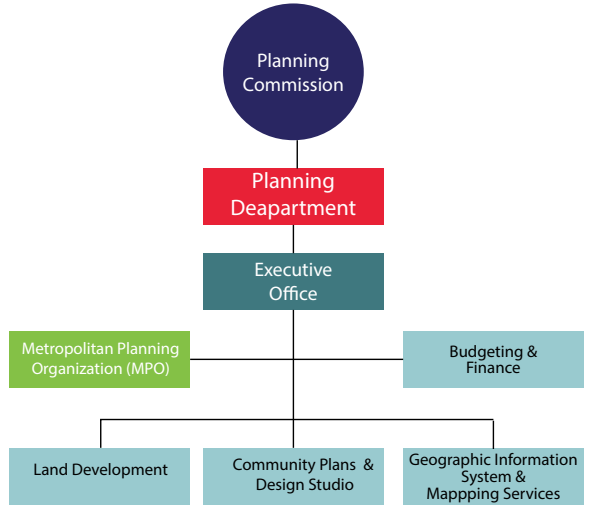 Planning
Commission
Planning
Deapartment
Executive
Office
Metropolitan Planning
Organization (MPO)
Budgeting &
Finance
Land Development
Community Plans &
Design Studio
Geographic Information
System &
Mappping Services